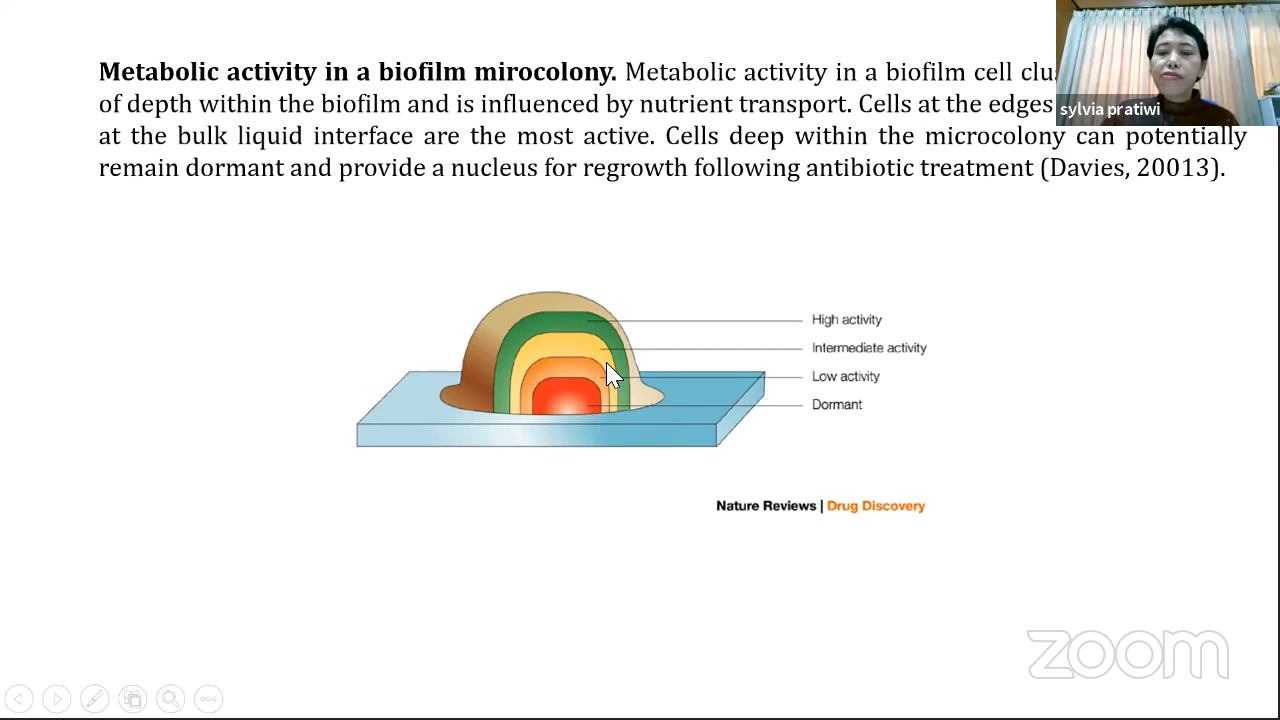 Metabolic activity in a biofilm mirocolony. Metabolic activity in a biofilm cell
of depth within the biofilm and is influenced by nutrient transport. Cells at the edges
at the bulk liquid interface are the most active. Cells deep within the microcolony can potentially
remain dormant and provide a nucleus for regrowth following antibiotic treatment (Davies, 20013).
sylvia pratiwi
High activity
Intermediate activity
Low activity
Dormant
Nature Reviews | Drug Discovery
zoom